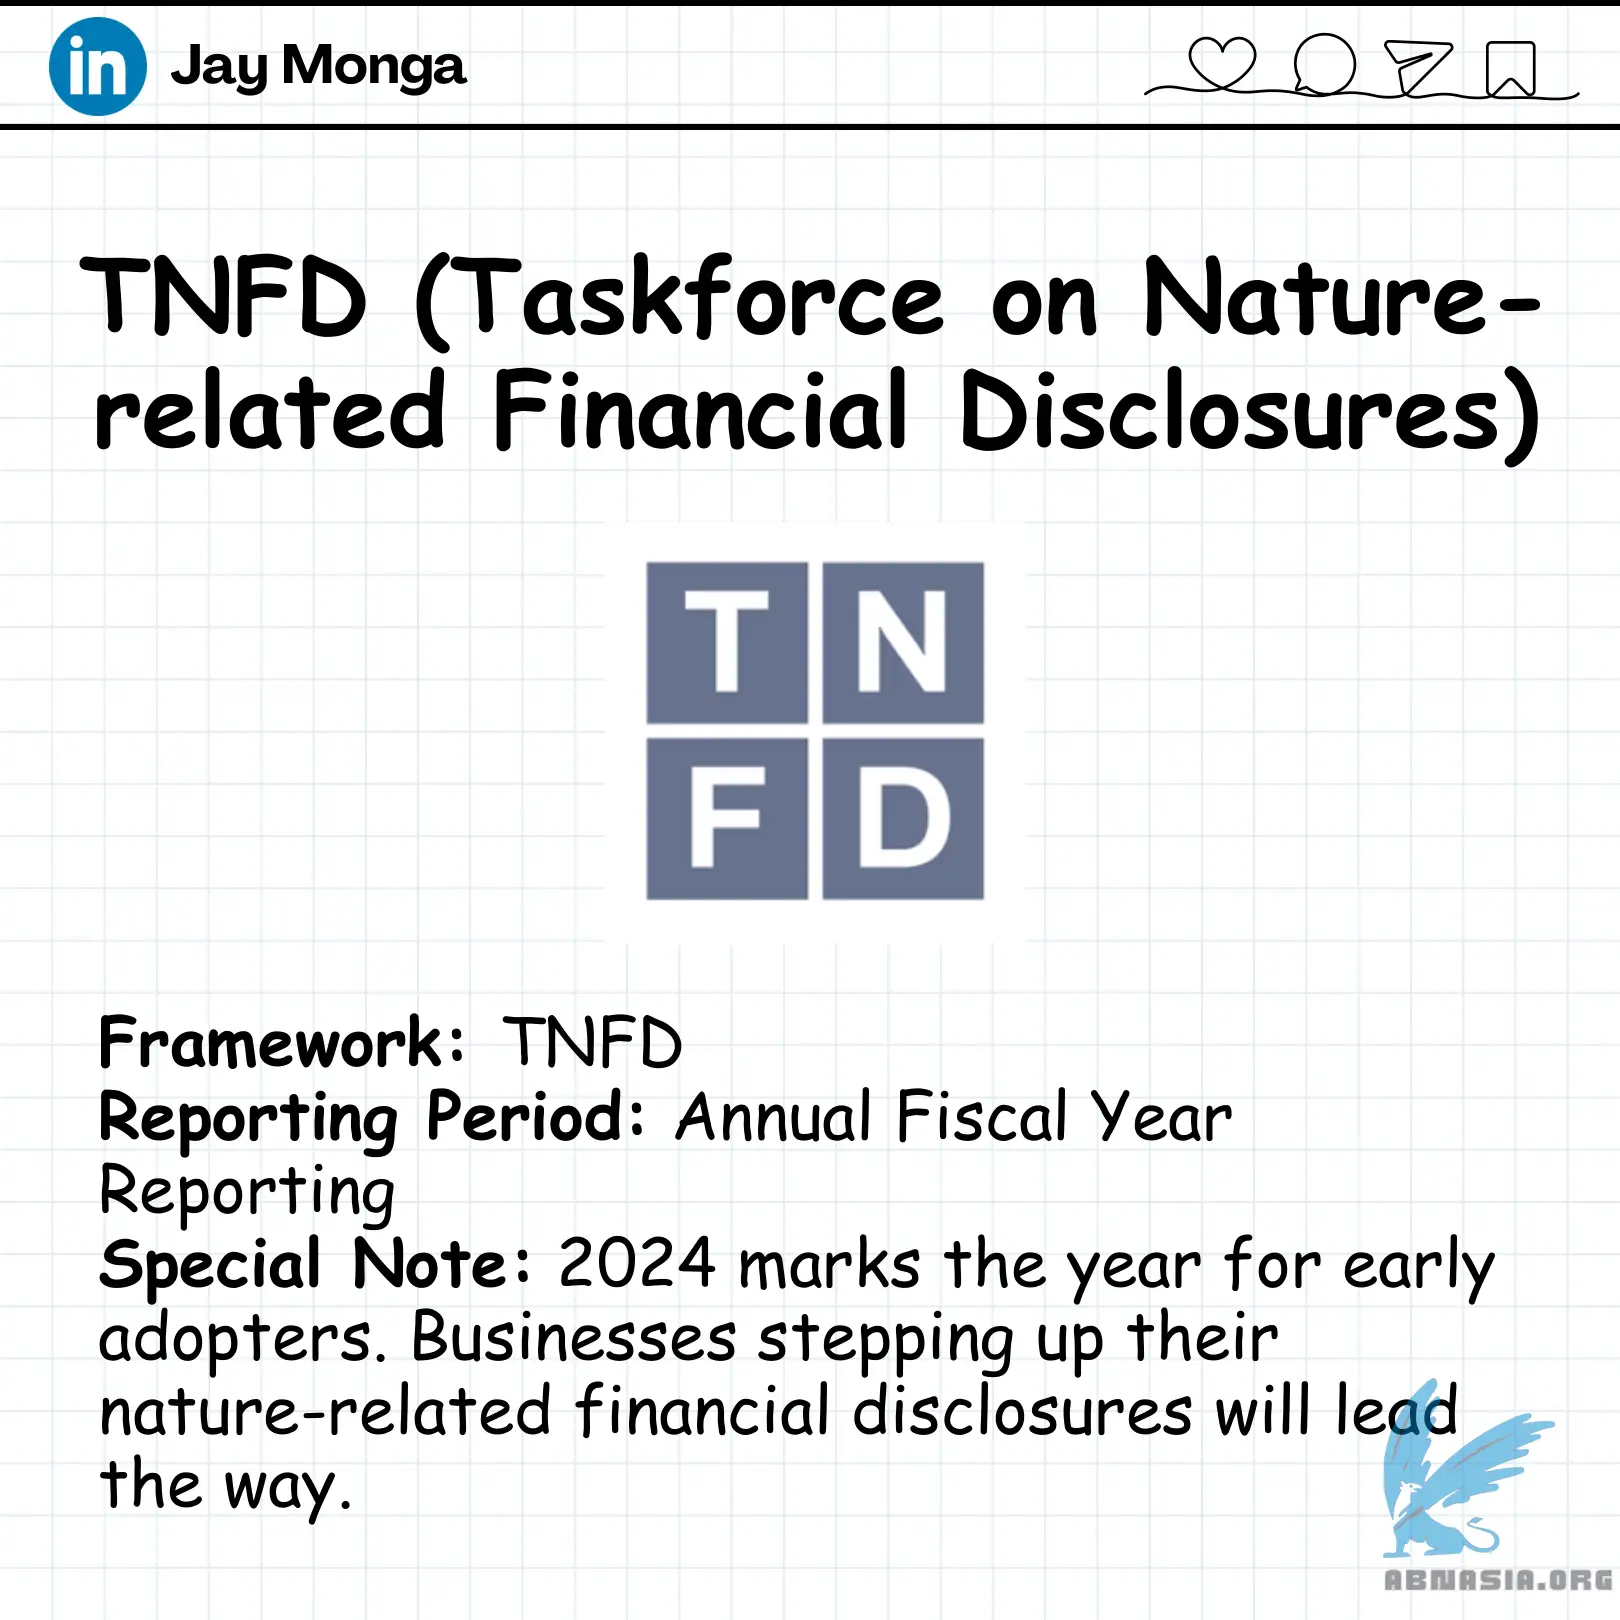 in Jay Monga
TNFD (Taskforce on Nature-
related Financial Disclosures)
T N
F D
Framework: TNFD
Reporting Period: Annual Fiscal Year
Reporting
Special Note: 2024 marks the year for early
adopters. Businesses stepping up their
nature-related financial disclosures will lead
the way.
ABNASIA.ORG